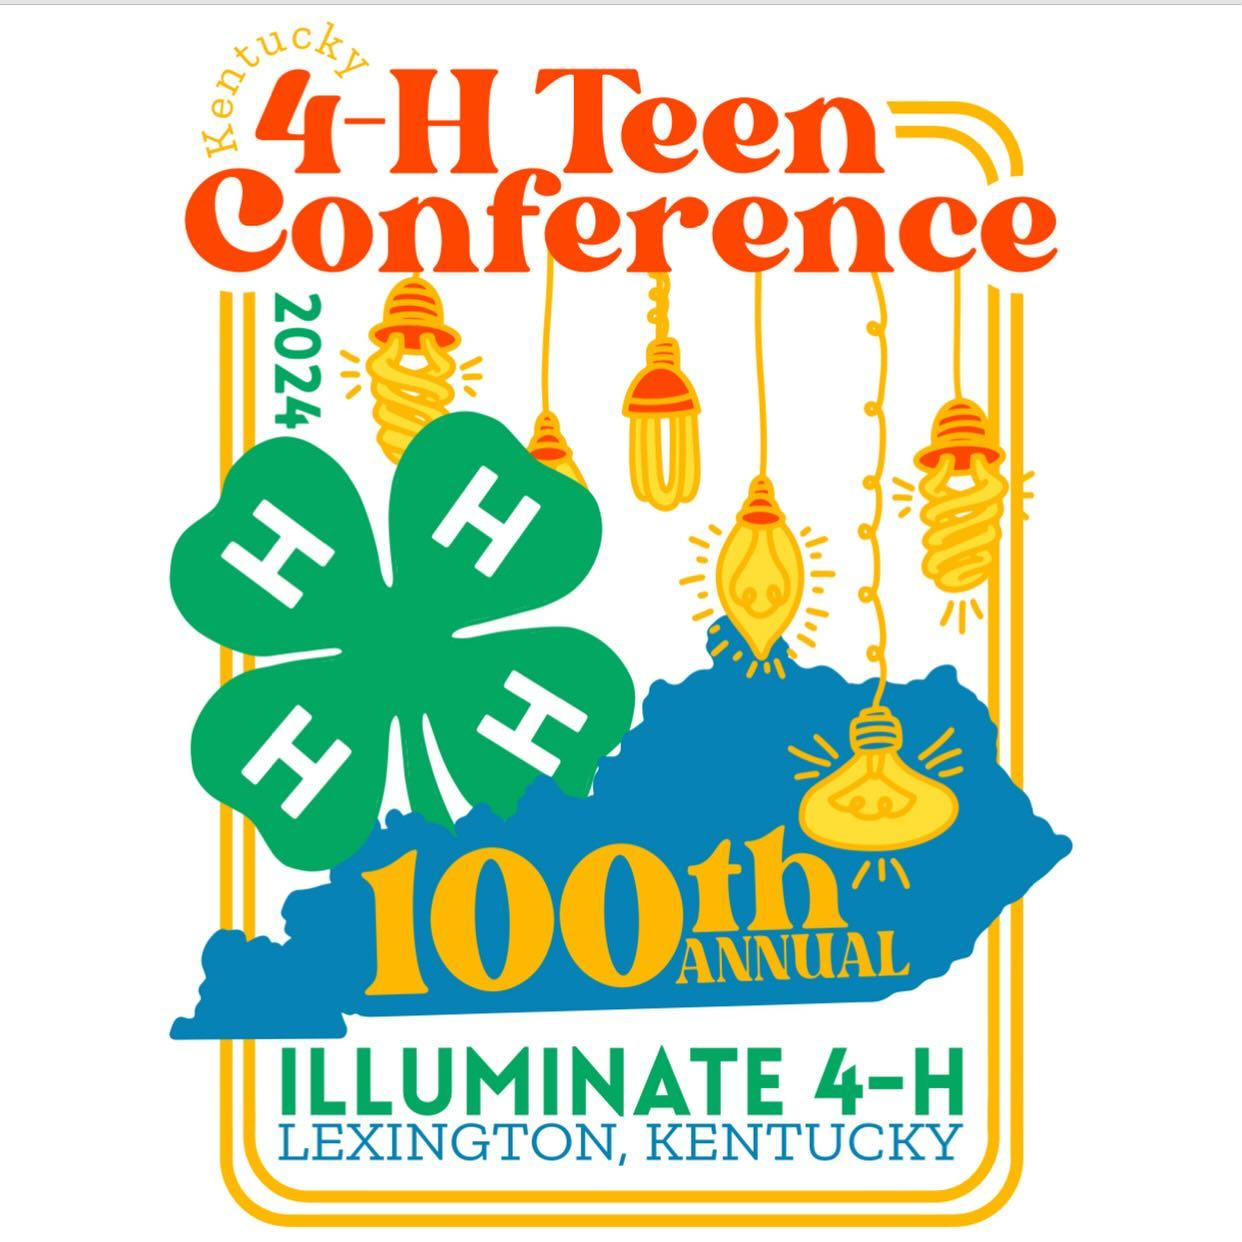 Kentucky
4-H Teen
Conference
2024
H
H
H
H
100th
ANNUAL
ILLUMINATE 4-H
LEXINGTON, KENTUCKY